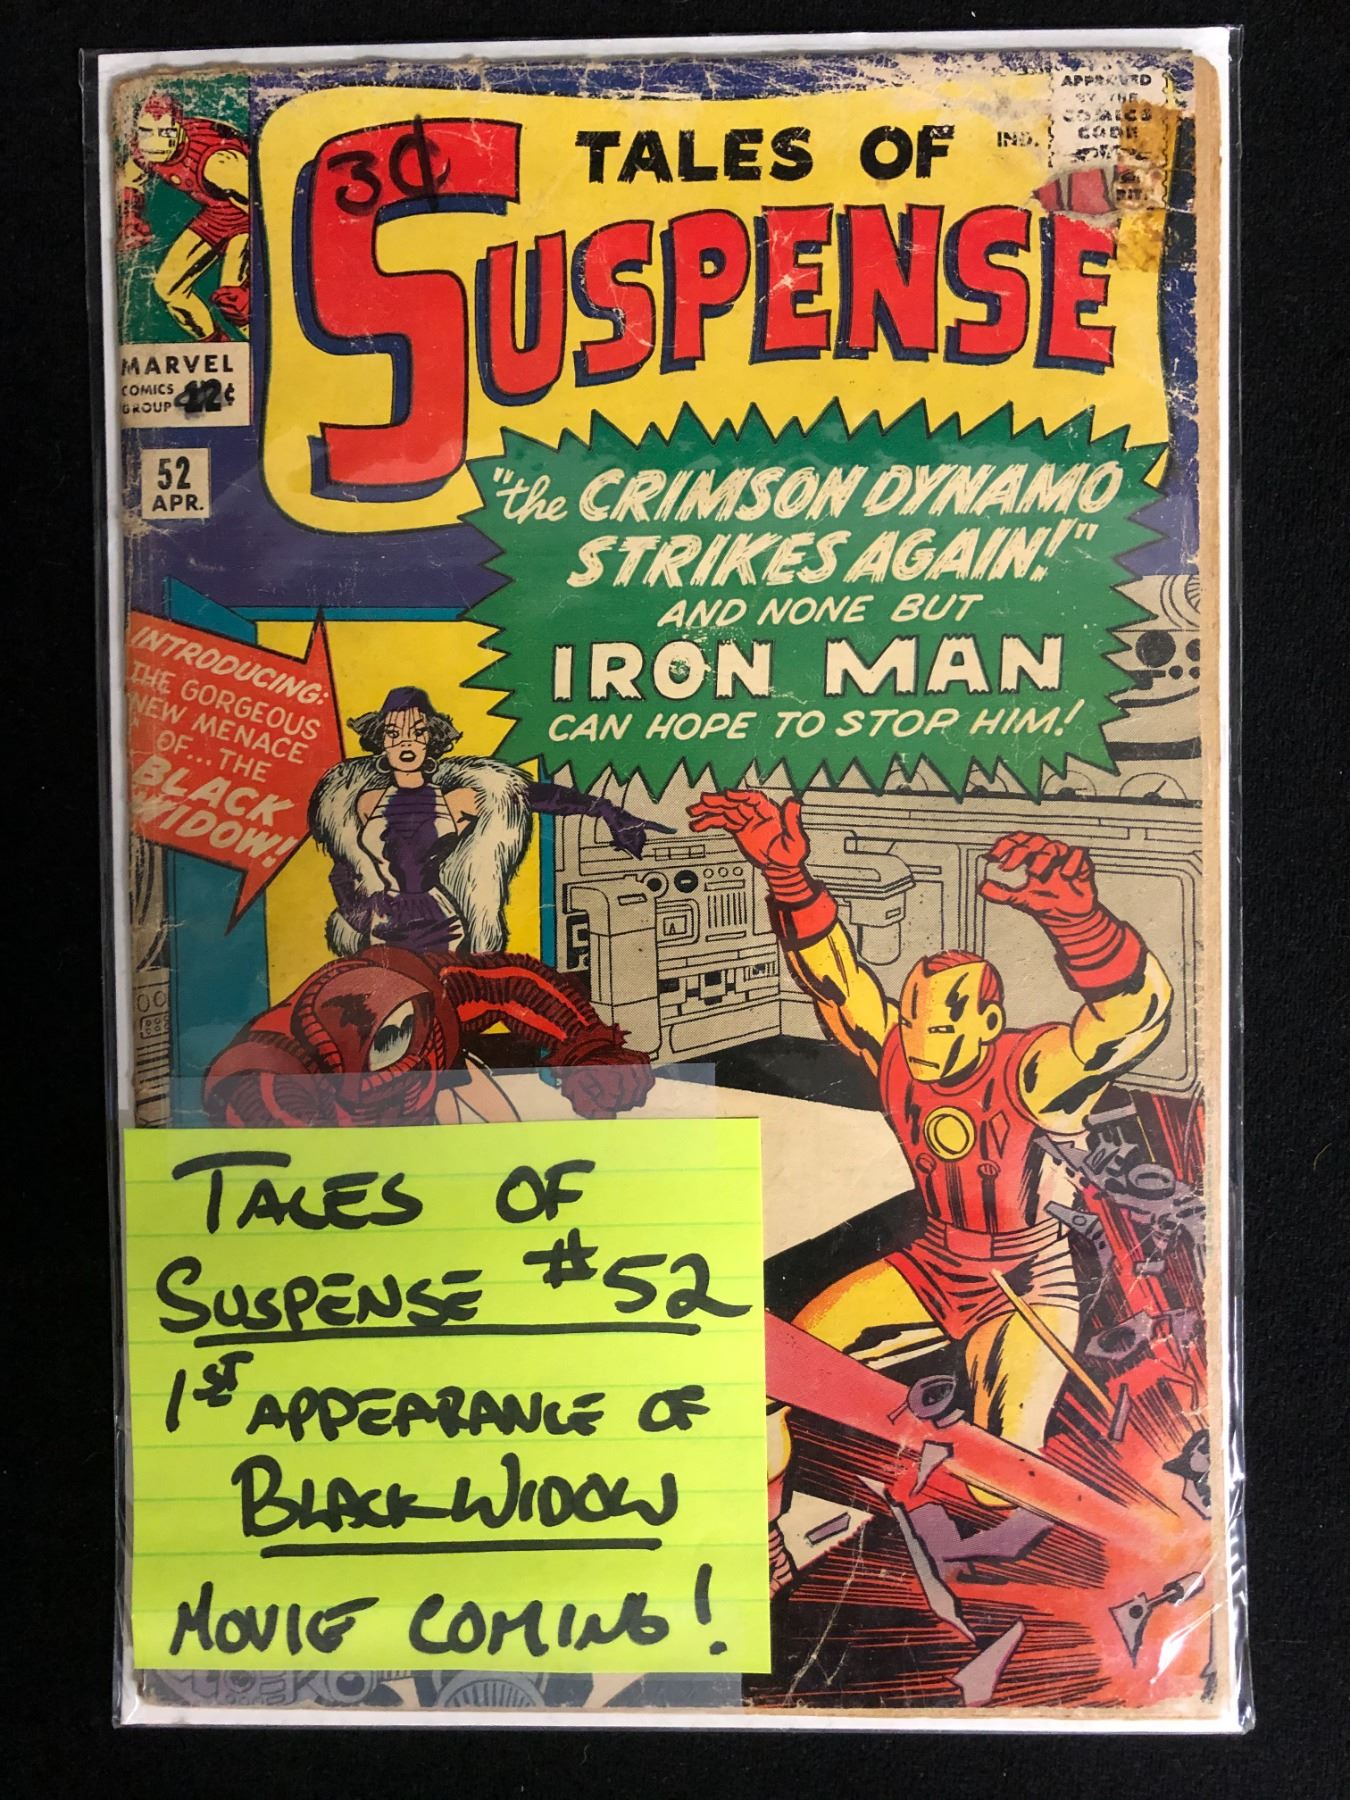 3¢
TALES OF
SUSPENSE
IND.
APPROVED
BY THE
COMICS
CODE
MARVEL
COMICS
GROUP 12¢
52
APR.
"the CRIMSON DYNAMO
STRIKES AGAIN!"
AND NONE BUT
IRON MAN
CAN HOPE TO STOP HIM!
INTRODUCING:
THE GORGEOUS
NEW MENACE
OF...THE
BLACK
WIDOW!
TALES OF
SUSPENSE #52
1ST APPEARANCE OF
BLACK WIDOW
MOVIE COMING!